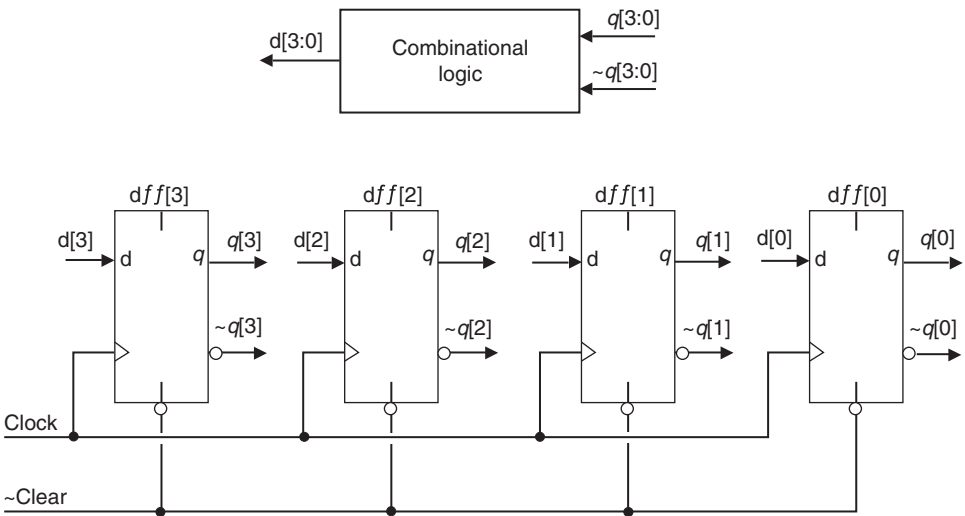 q[3:0]
d[3:0]
Combinational
logic
~q[3:0]
dff[3]
dff[2]
dff[1]
dff[0]
d[3]
q[3]
d[2]
q[2]
d[1]
q[1]
d[0]
q[0]
d
q
d
q
d
q
d
q
~q[3]
~q[2]
~q[1]
~q[0]
Clock
~Clear